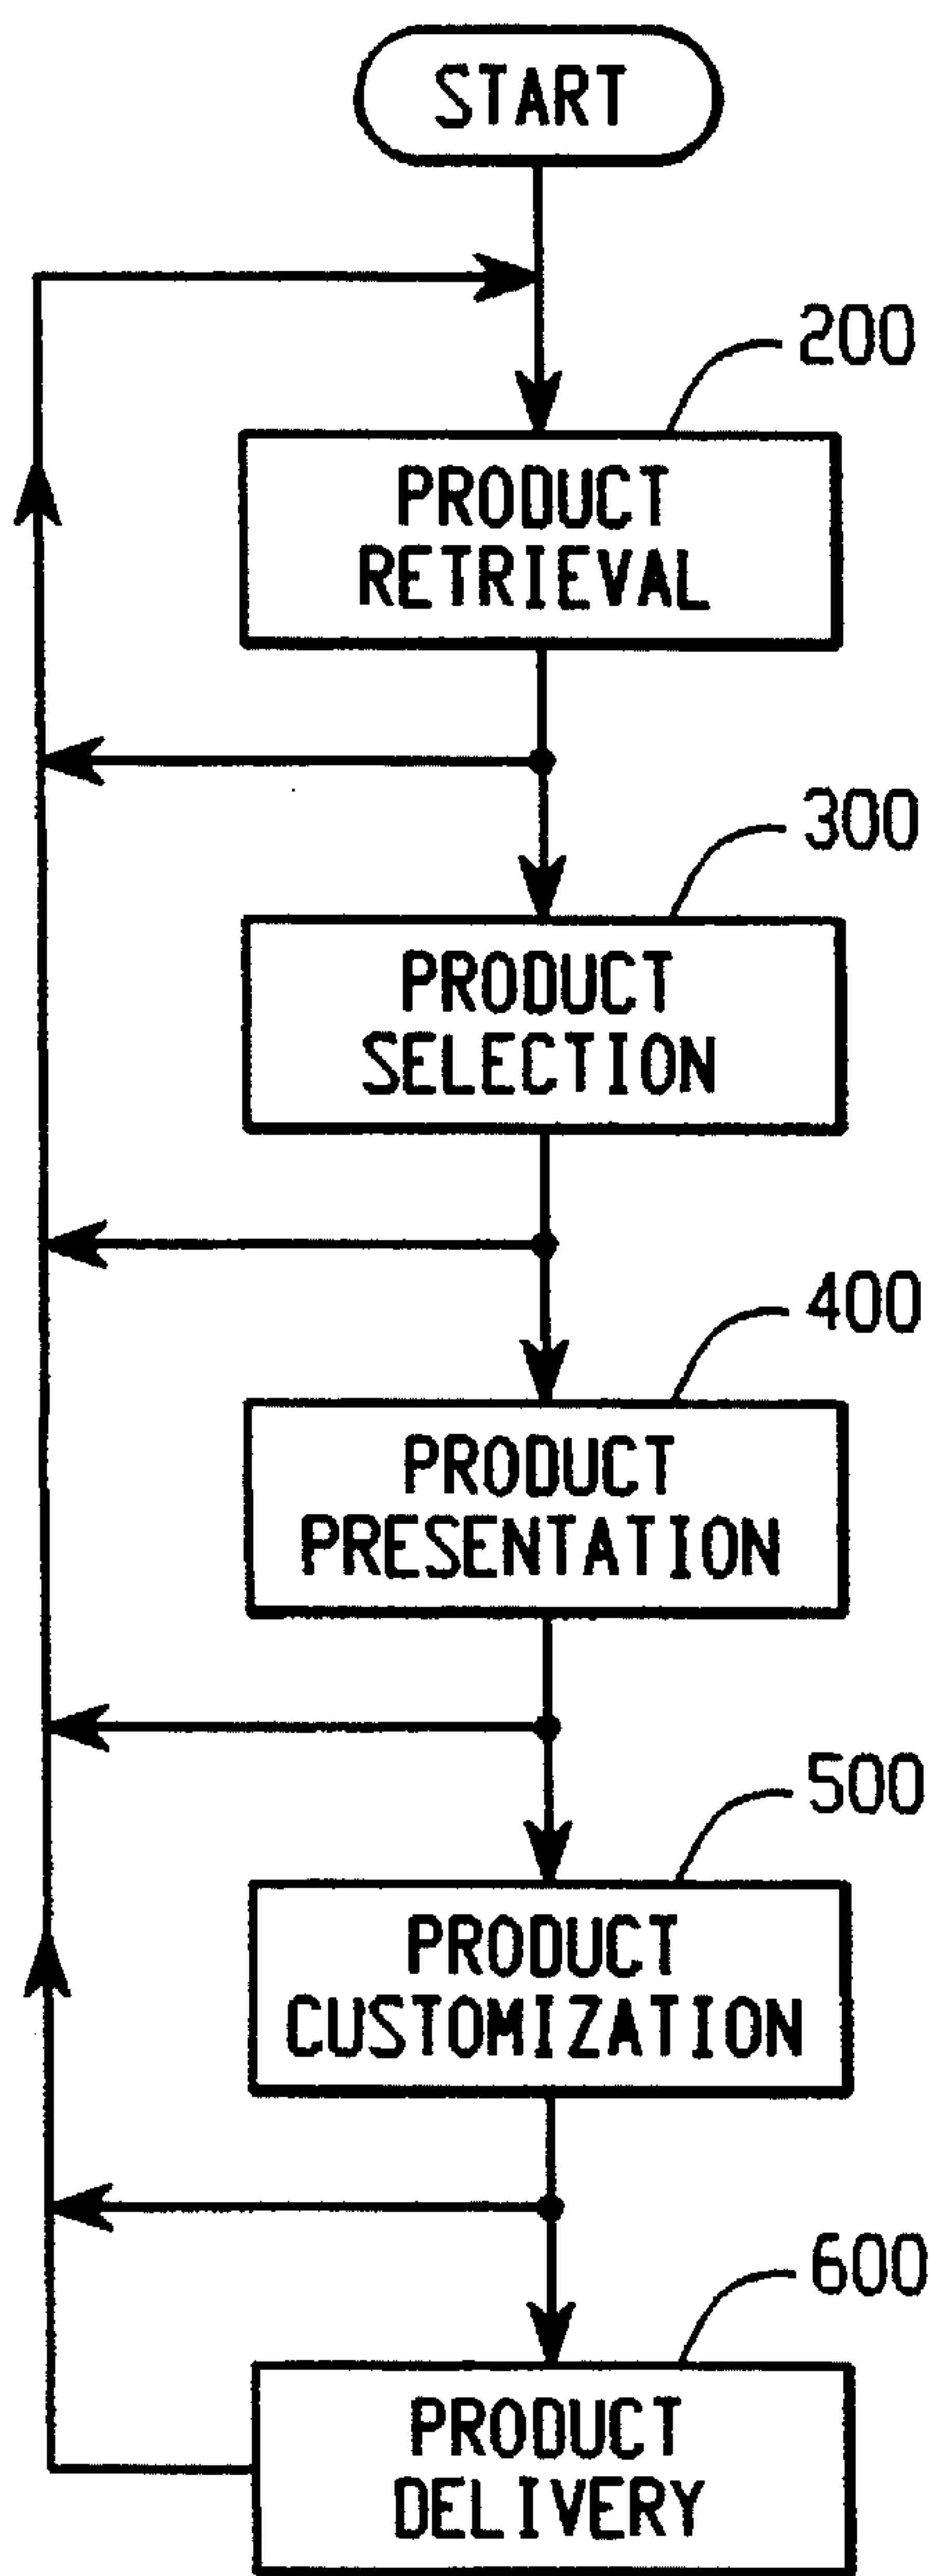 START
200
PRODUCT
RETRIEVAL
300
PRODUCT
SELECTION
400
PRODUCT
PRESENTATION
500
PRODUCT
CUSTOMIZATION
600
PRODUCT
DELIVERY